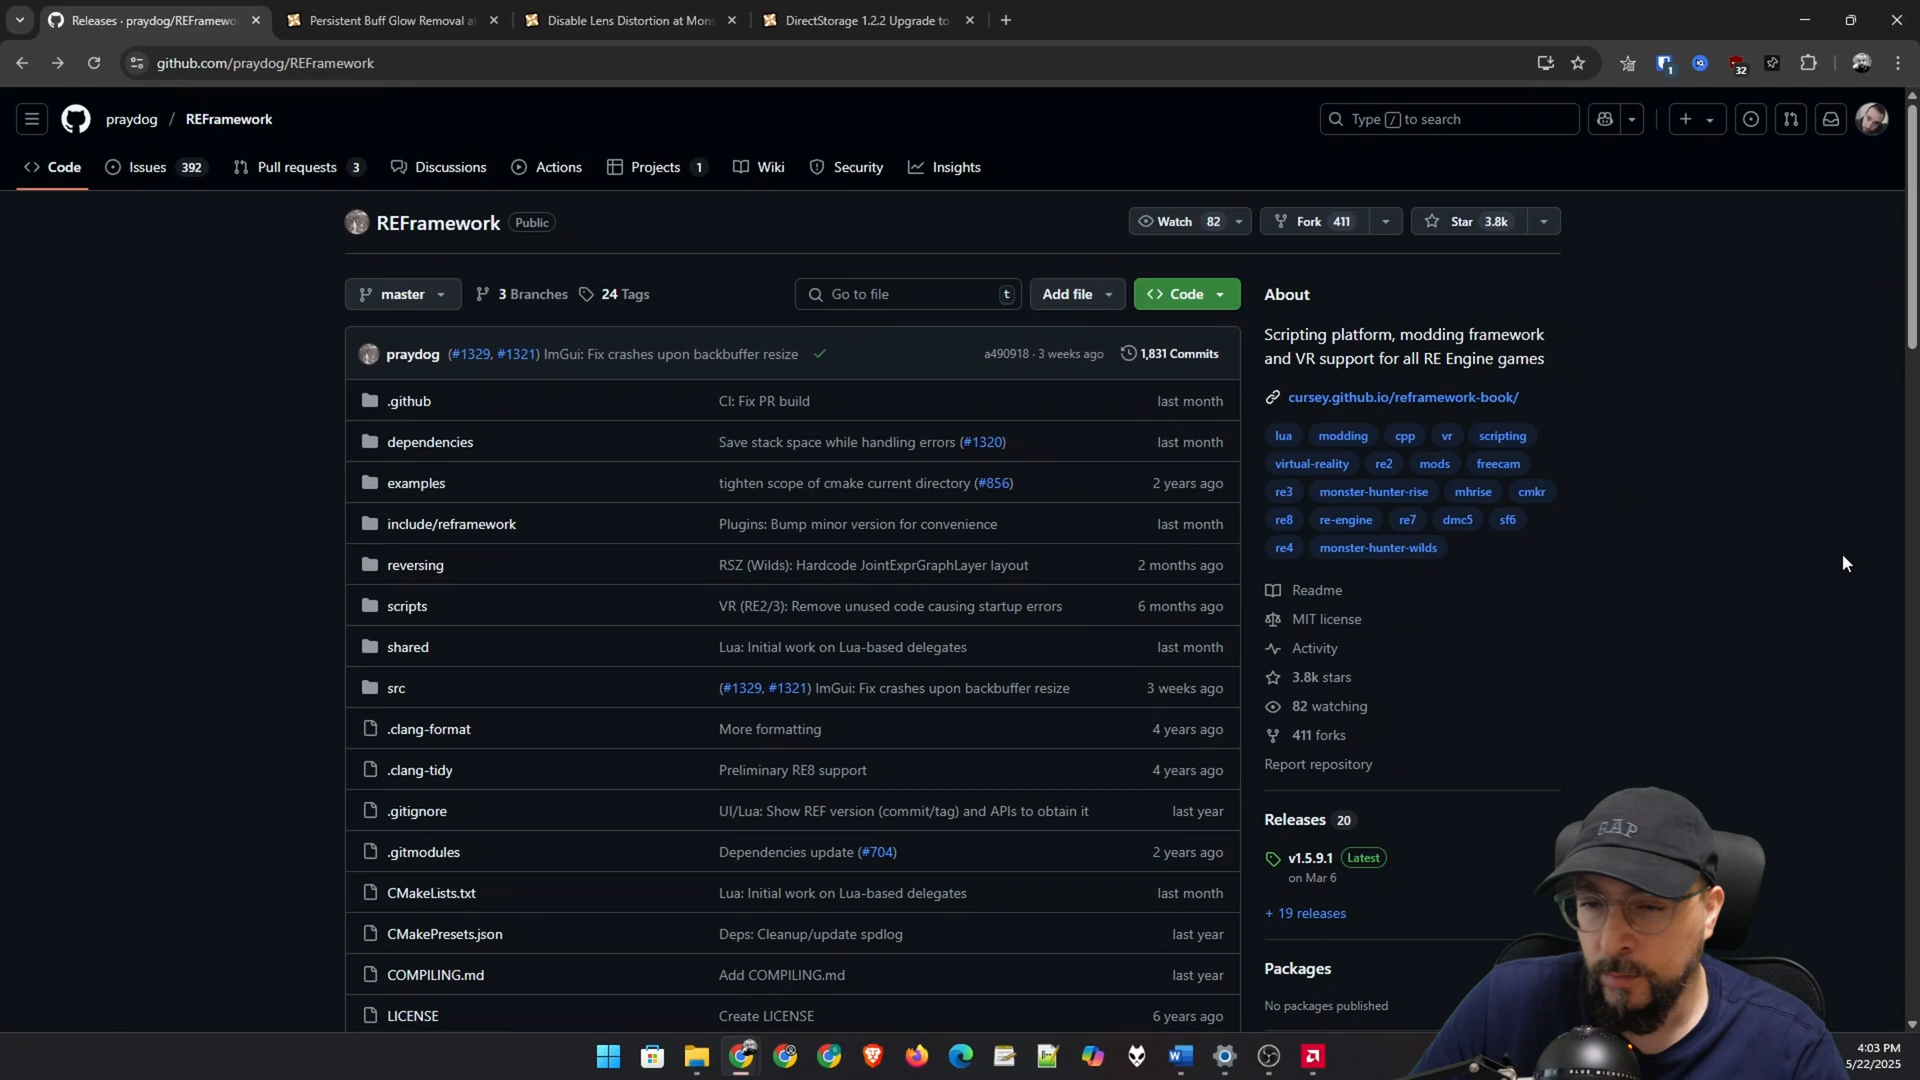 Releases · praydog/REFramewo
Persistent Buff Glow Removal a
Disable Lens Distortion at Mons
DirectStorage 1.2.2 Upgrade to
github.com/praydog/REFramework
1
32
praydog / REFramework
Type / to search
Code
Issues 392
Pull requests 3
Discussions
Actions
Projects 1
Wiki
Security
Insights
REFramework Public
Watch 82
Fork 411
Star 3.8k
master
3 Branches
24 Tags
Go to file t
Add file
Code
praydog (#1329, #1321) ImGui: Fix crashes upon backbuffer resize a490918 · 3 weeks ago 1,831 Commits
.github CI: Fix PR build last month
dependencies Save stack space while handling errors (#1320) last month
examples tighten scope of cmake current directory (#856) 2 years ago
include/reframework Plugins: Bump minor version for convenience last month
reversing RSZ (Wilds): Hardcode JointExprGraphLayer layout 2 months ago
scripts VR (RE2/3): Remove unused code causing startup errors 6 months ago
shared Lua: Initial work on Lua-based delegates last month
src (#1329, #1321) ImGui: Fix crashes upon backbuffer resize 3 weeks ago
.clang-format More formatting 4 years ago
.clang-tidy Preliminary RE8 support 4 years ago
.gitignore UI/Lua: Show REF version (commit/tag) and APIs to obtain it last year
.gitmodules Dependencies update (#704) 2 years ago
CMakeLists.txt Lua: Initial work on Lua-based delegates last month
CMakePresets.json Deps: Cleanup/update spdlog last year
COMPILING.md Add COMPILING.md last year
LICENSE Create LICENSE 6 years ago
About
Scripting platform, modding framework
and VR support for all RE Engine games
cursey.github.io/reframework-book/
lua modding cpp vr scripting
virtual-reality re2 mods freecam
re3 monster-hunter-rise mhrise cmkr
re8 re-engine re7 dmc5 sf6
re4 monster-hunter-wilds
Readme
MIT license
Activity
3.8k stars
82 watching
411 forks
Report repository
Releases 20
v1.5.9.1 Latest
on Mar 6
+ 19 releases
Packages
No packages published
RAP
BLUE MICROPHONES
4:03 PM
5/22/2025